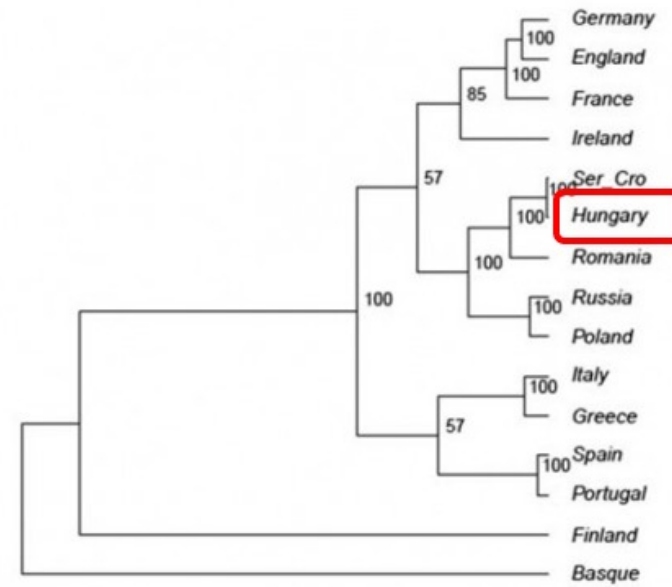 Germany
100
England
100
France
85
Ireland
57
Ser_Cro
100
Hungary
100
Romania
100
Russia
100
Poland
100
Italy
100
Greece
57
Spain
100
Portugal
Finland
Basque